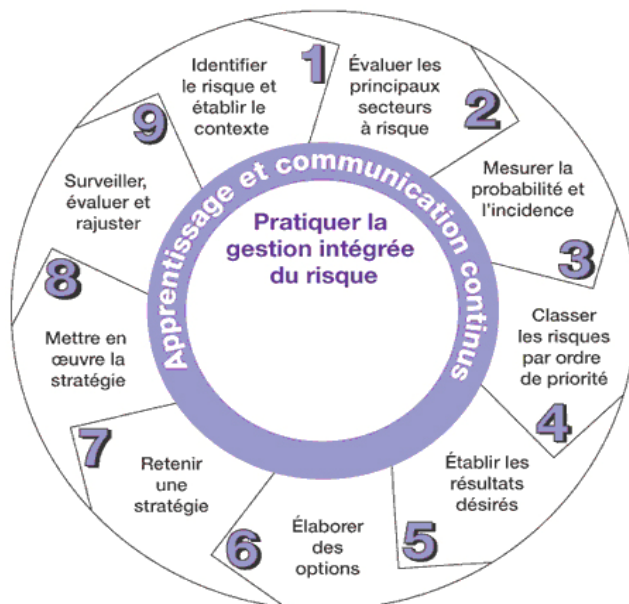 Identifier
le risque et
établir le
contexte
1
Évaluer les
principaux
secteurs
à risque
2
Mesurer la
probabilité et
l'incidence
3
Classer
les risques
par ordre
de priorité
4
Établir les
résultats
désirés
5
Élaborer
des
options
6
Retenir
une
stratégie
7
Mettre en
œuvre la
stratégie
8
Surveiller,
évaluer et
rajuster
9
Apprentissage et communication continus
Pratiquer la
gestion intégrée
du risque